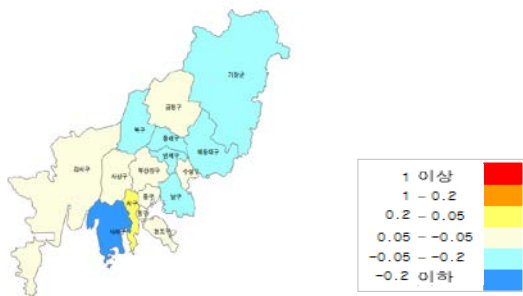 기장군
금정구
북구
동래구
해운대구
연제구
강서구
사상구
부산진구
수영구
남구
동구
서구
중구
사하구
영도구
1 이상
1 – 0.2
0.2 – 0.05
0.05 – -0.05
-0.05 – -0.2
-0.2 이하